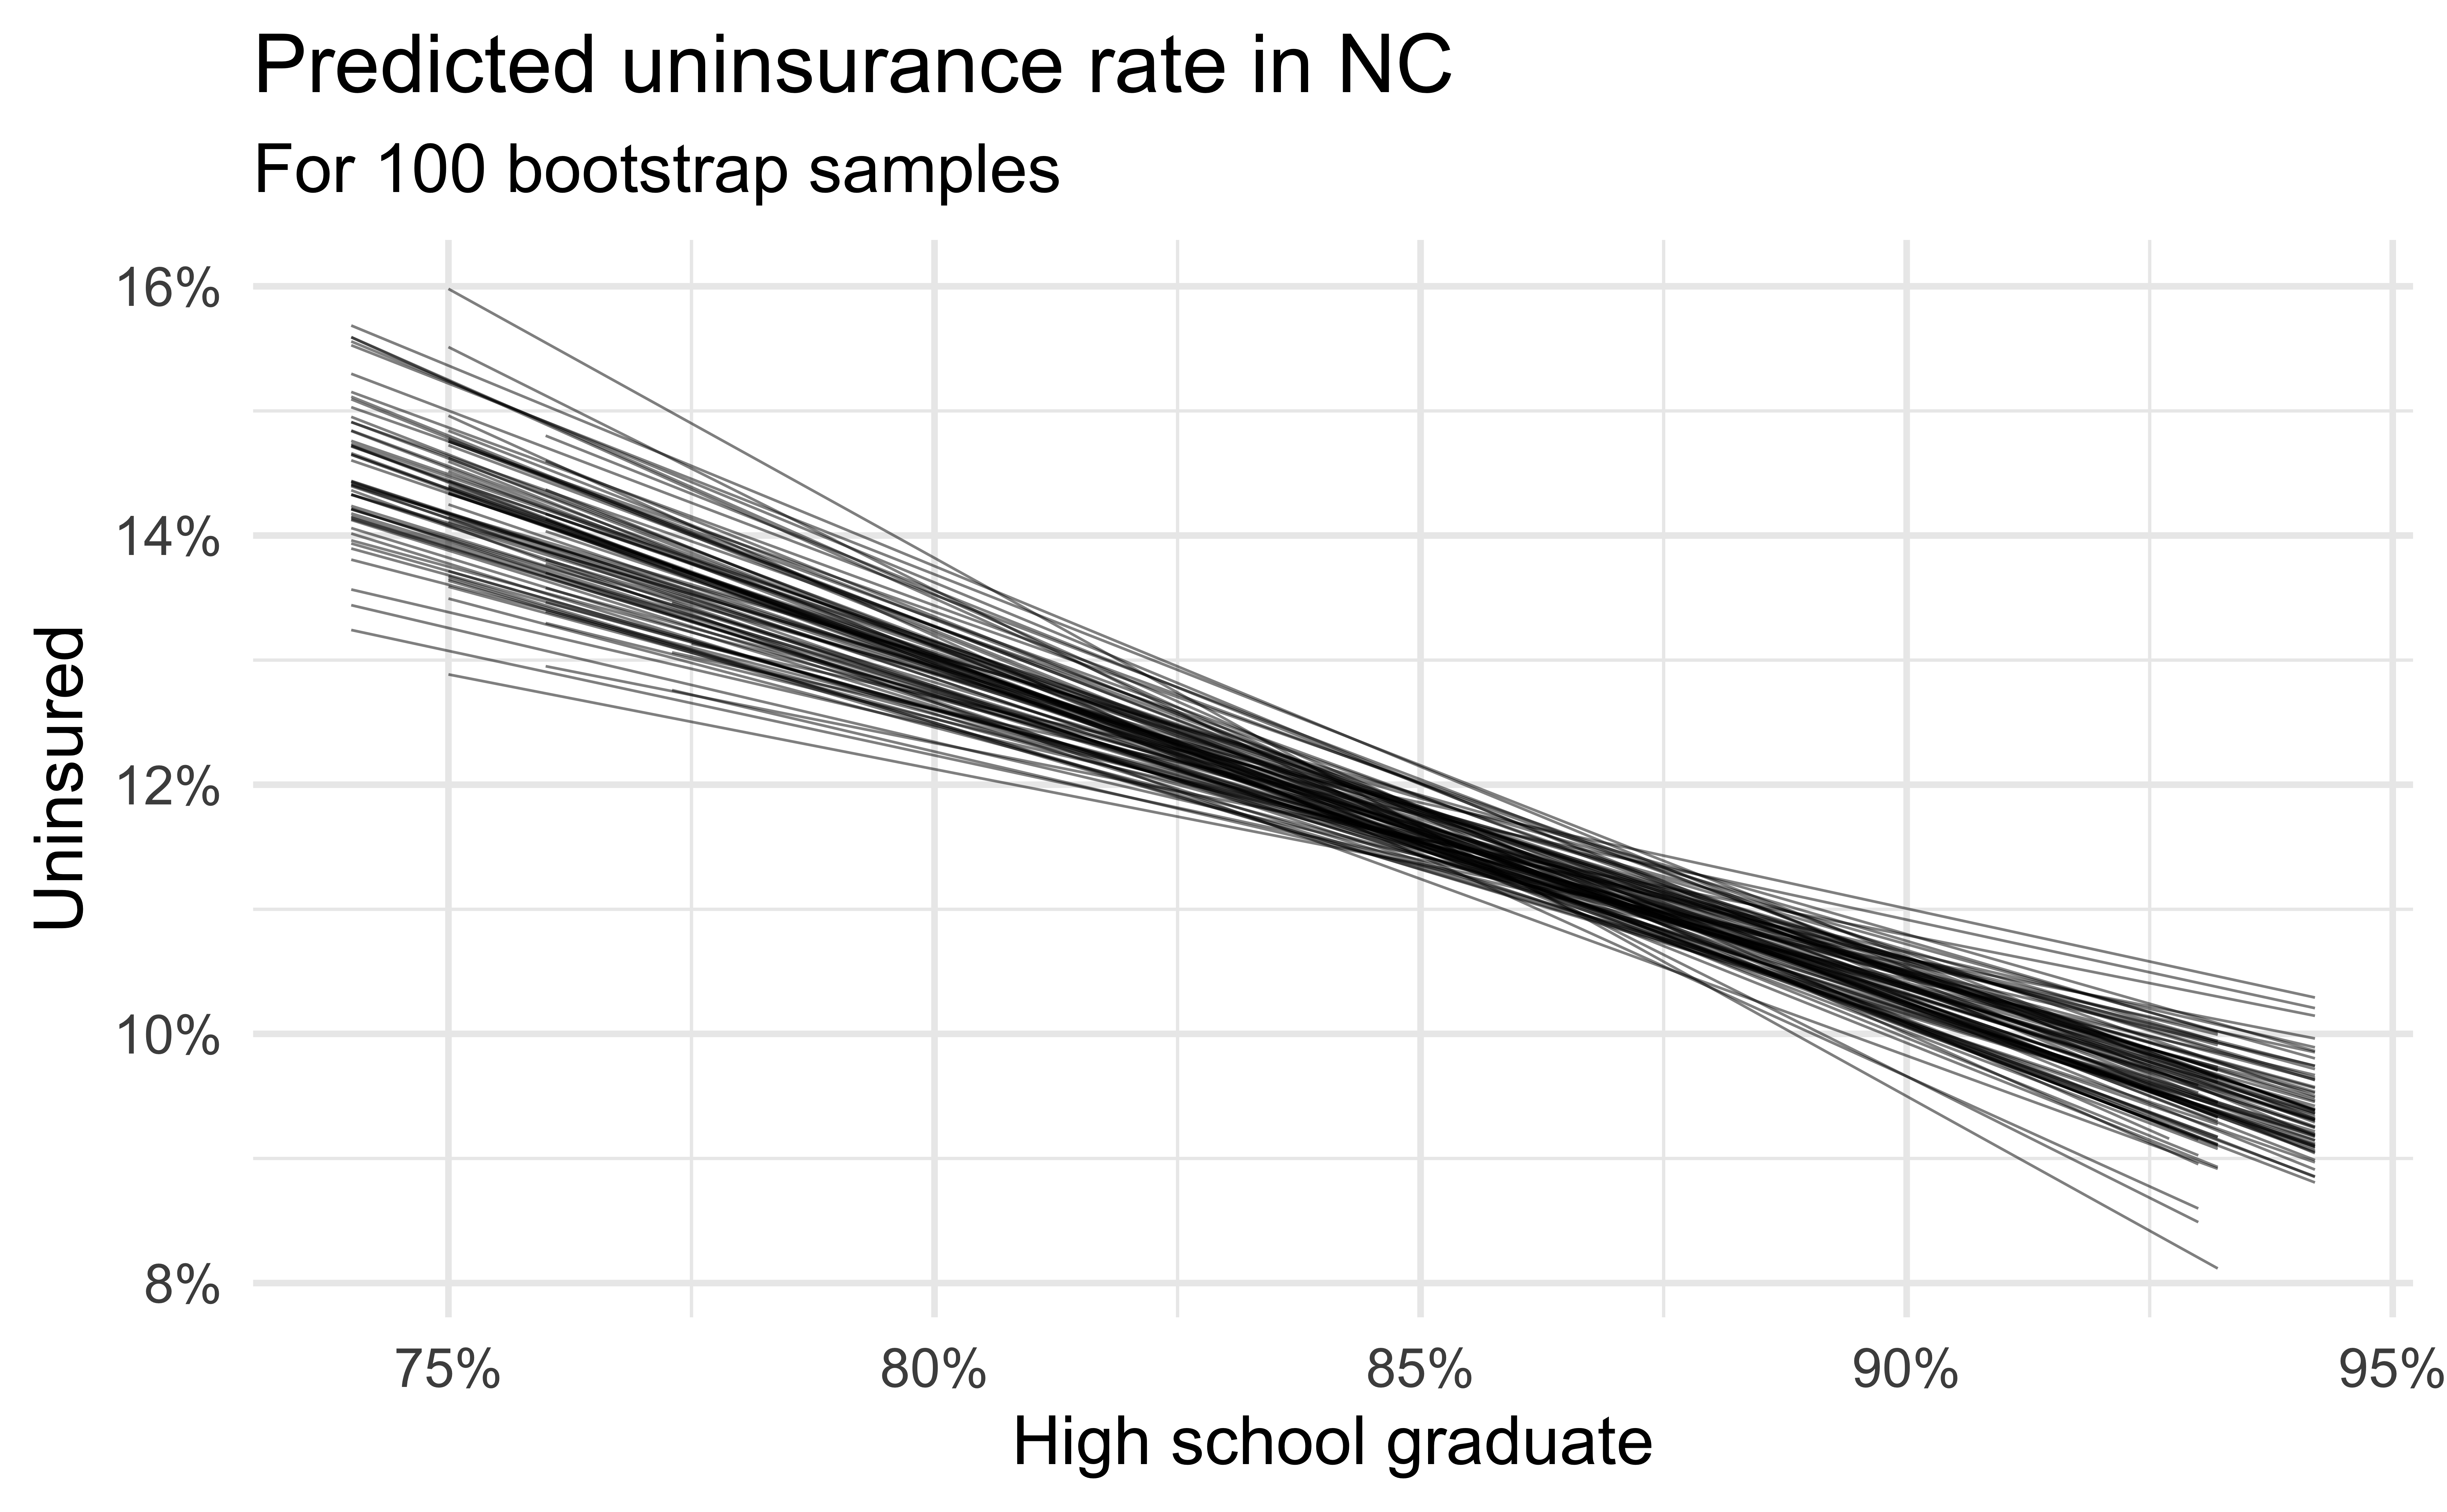 Predicted uninsurance rate in NC
For 100 bootstrap samples
Uninsured
16%
14%
12%
10%
8%
75% 80% 85% 90% 95%
High school graduate